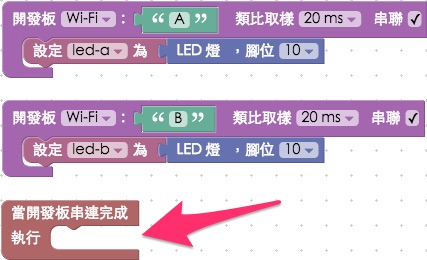 開發板 Wi-Fi : “ A ” 類比取樣 20 ms 串聯 ✓
設定 led-a 為 LED 燈 ，腳位 10
開發板 Wi-Fi : “ B ” 類比取樣 20 ms 串聯 ✓
設定 led-b 為 LED 燈 ，腳位 10
當開發板串連完成
執行